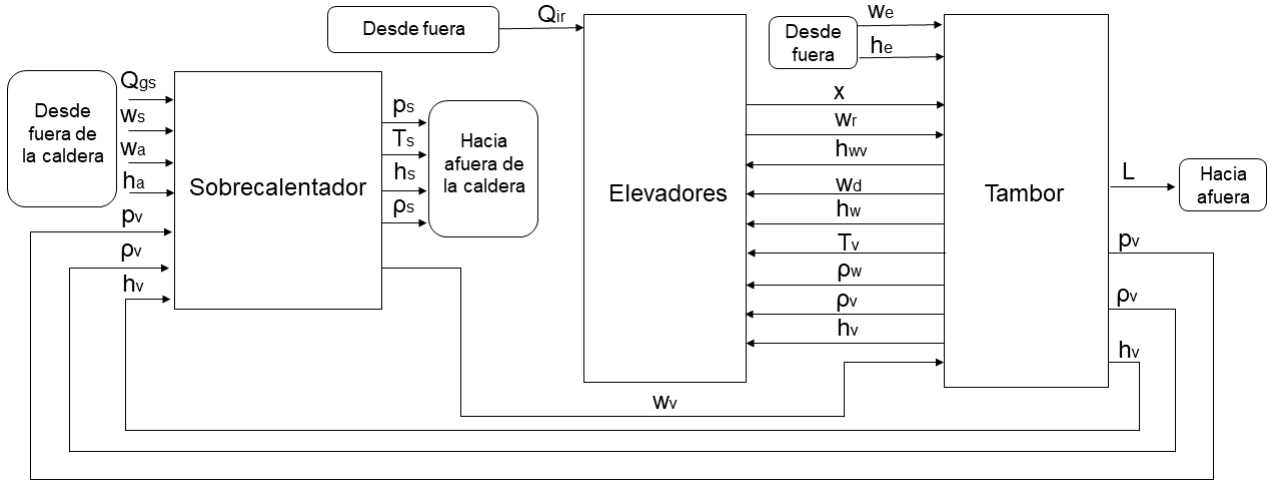 Desde fuera
Qir
Elevadores
Desde
fuera
we
he
Tambor
Desde
fuera de
la caldera
Qgs
ws
wa
ha
pv
ρv
hv
Sobrecalentador
ps
Ts
hs
ρs
Hacia
afuera de
la caldera
x
wr
hwv
wd
hw
Tv
ρw
ρv
hv
wv
L
Hacia
afuera
pv
ρv
hv